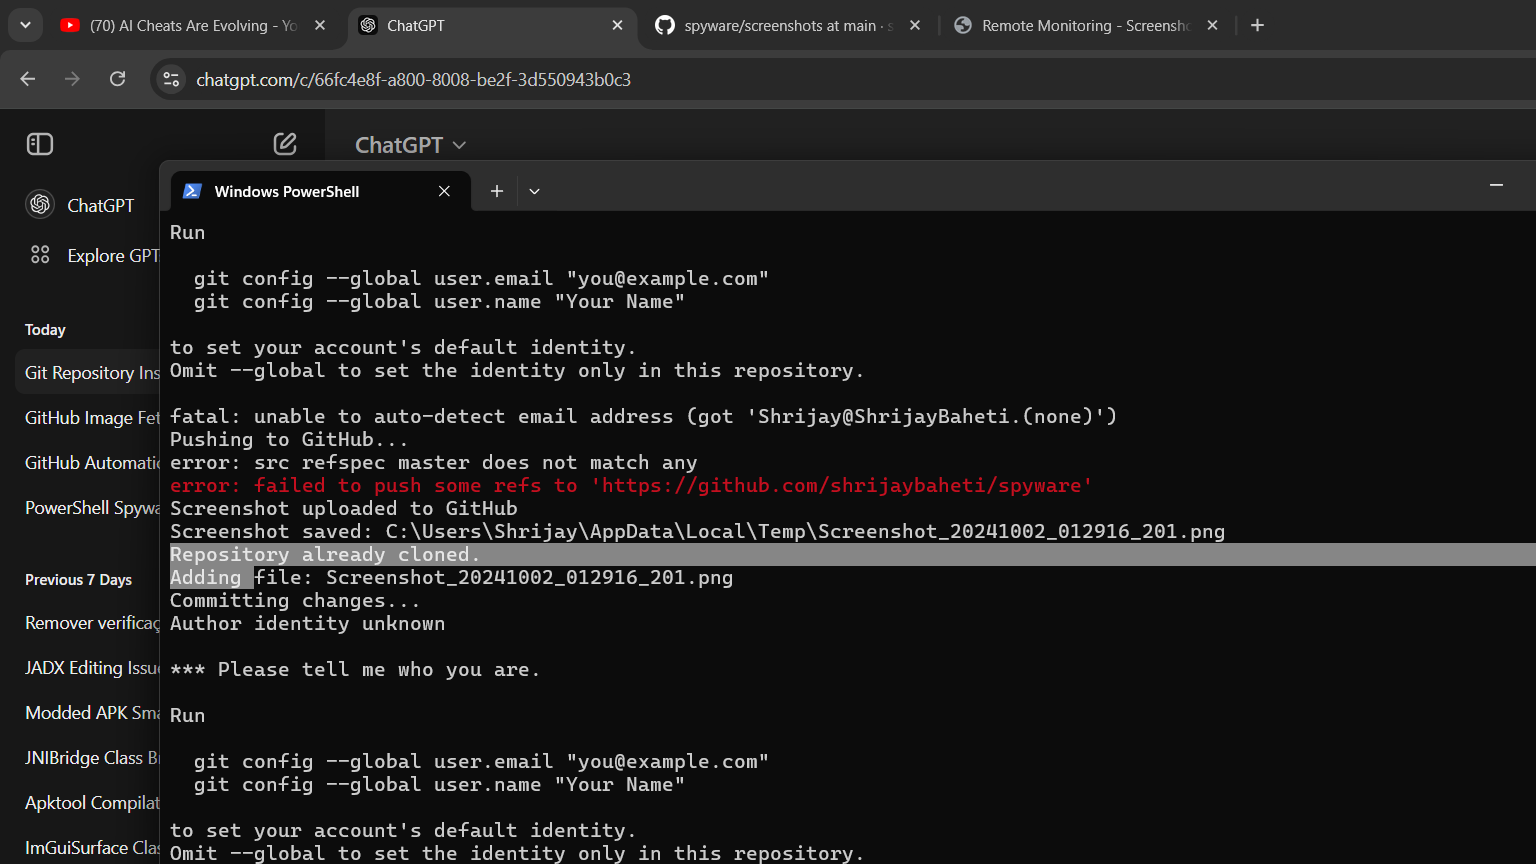 (70) AI Cheats Are Evolving - Yo
ChatGPT
spyware/screenshots at main · s
Remote Monitoring - Screensho
chatgpt.com/c/66fc4e8f-a800-8008-be2f-3d550943b0c3
ChatGPT
ChatGPT
Explore GPT
Today
Git Repository Ins
GitHub Image Fet
GitHub Automatio
PowerShell Spywa
Previous 7 Days
Remover verificaç
JADX Editing Issue
Modded APK Sma
JNIBridge Class B
Apktool Compilat
ImGuiSurface Clas
Windows PowerShell
Run
git config --global user.email "you@example.com"
git config --global user.name "Your Name"
to set your account's default identity.
Omit --global to set the identity only in this repository.
fatal: unable to auto-detect email address (got 'Shrijay@ShrijayBaheti.(none)')
Pushing to GitHub...
error: src refspec master does not match any
error: failed to push some refs to 'https://github.com/shrijaybaheti/spyware'
Screenshot uploaded to GitHub
Screenshot saved: C:\Users\Shrijay\AppData\Local\Temp\Screenshot_20241002_012916_201.png
Repository already cloned.
Adding file: Screenshot_20241002_012916_201.png
Committing changes...
Author identity unknown
*** Please tell me who you are.
Run
git config --global user.email "you@example.com"
git config --global user.name "Your Name"
to set your account's default identity.
Omit --global to set the identity only in this repository.